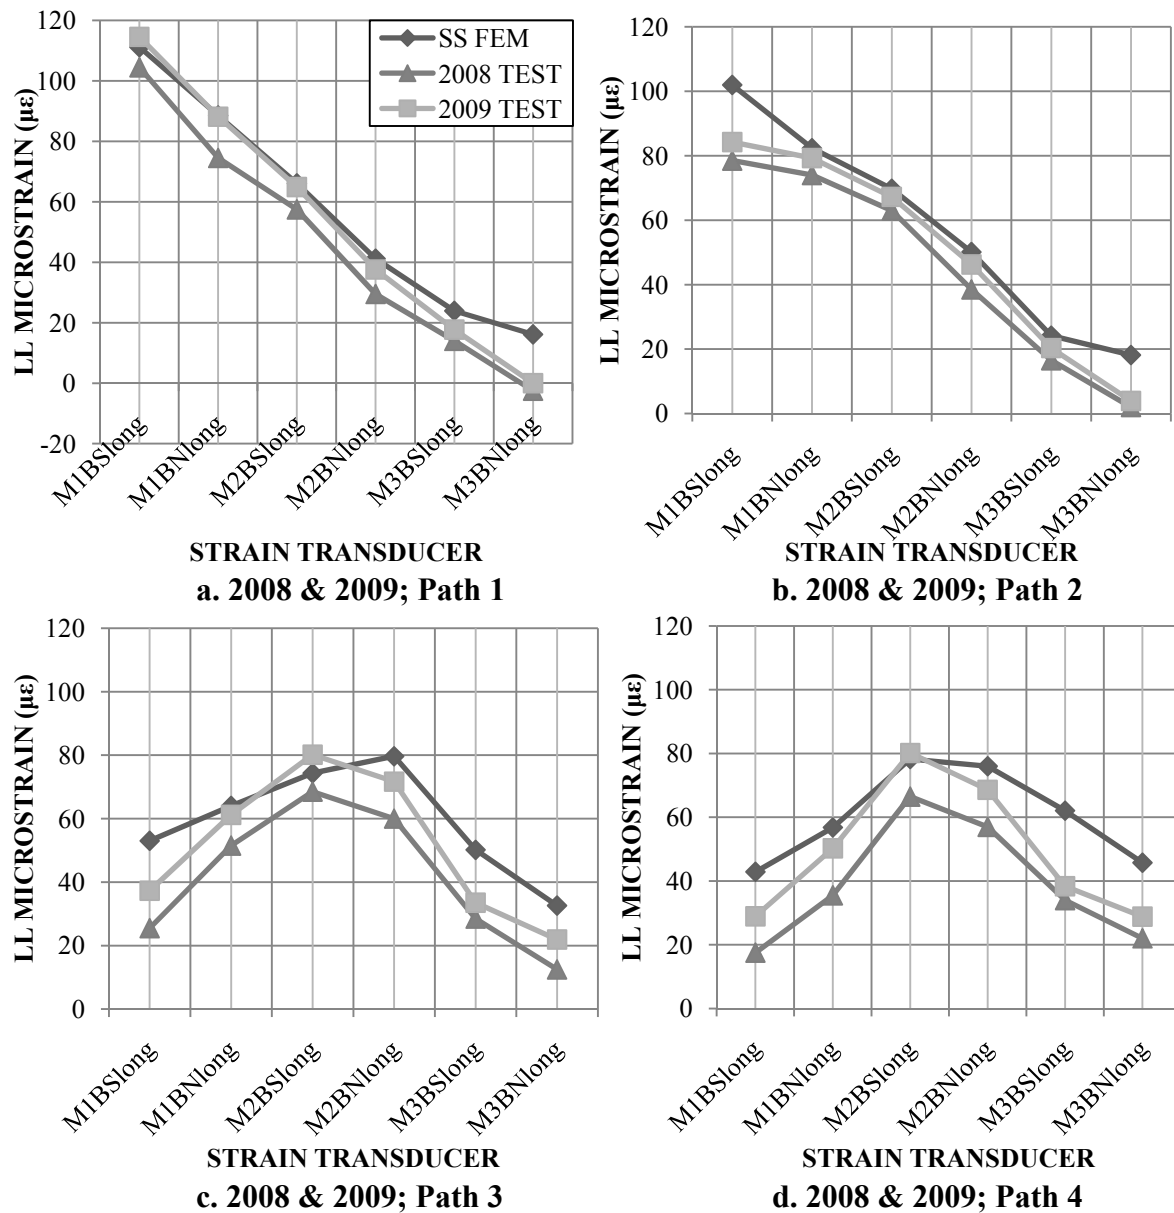 120
100
80
60
40
20
0
-20
LL MICROSTRAIN (με)
SS FEM
2008 TEST
2009 TEST
M1BSlong
M1BNlong
M2BSlong
M2BNlong
M3BSlong
M3BNlong
STRAIN TRANSDUCER
a. 2008 & 2009; Path 1
120
100
80
60
40
20
0
LL MICROSTRAIN (με)
M1BSlong
M1BNlong
M2BSlong
M2BNlong
M3BSlong
M3BNlong
STRAIN TRANSDUCER
b. 2008 & 2009; Path 2
120
100
80
60
40
20
0
LL MICROSTRAIN (με)
M1BSlong
M1BNlong
M2BSlong
M2BNlong
M3BSlong
M3BNlong
STRAIN TRANSDUCER
c. 2008 & 2009; Path 3
120
100
80
60
40
20
0
LL MICROSTRAIN (με)
M1BSlong
M1BNlong
M2BSlong
M2BNlong
M3BSlong
M3BNlong
STRAIN TRANSDUCER
d. 2008 & 2009; Path 4